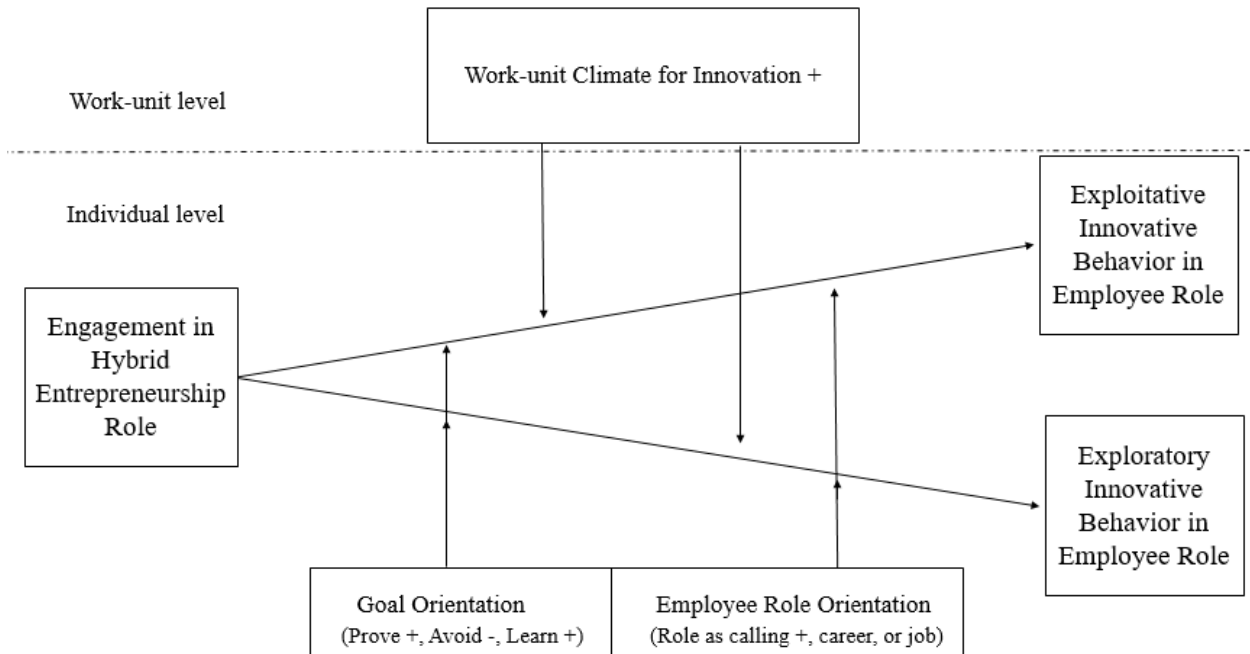 Work-unit Climate for Innovation +
Work-unit level
Individual level
Exploitative
Innovative
Behavior in
Employee Role
Engagement in
Hybrid
Entrepreneurship
Role
Exploratory
Innovative
Behavior in
Employee Role
Goal Orientation
(Prove +, Avoid -, Learn +)
Employee Role Orientation
(Role as calling +, career, or job)